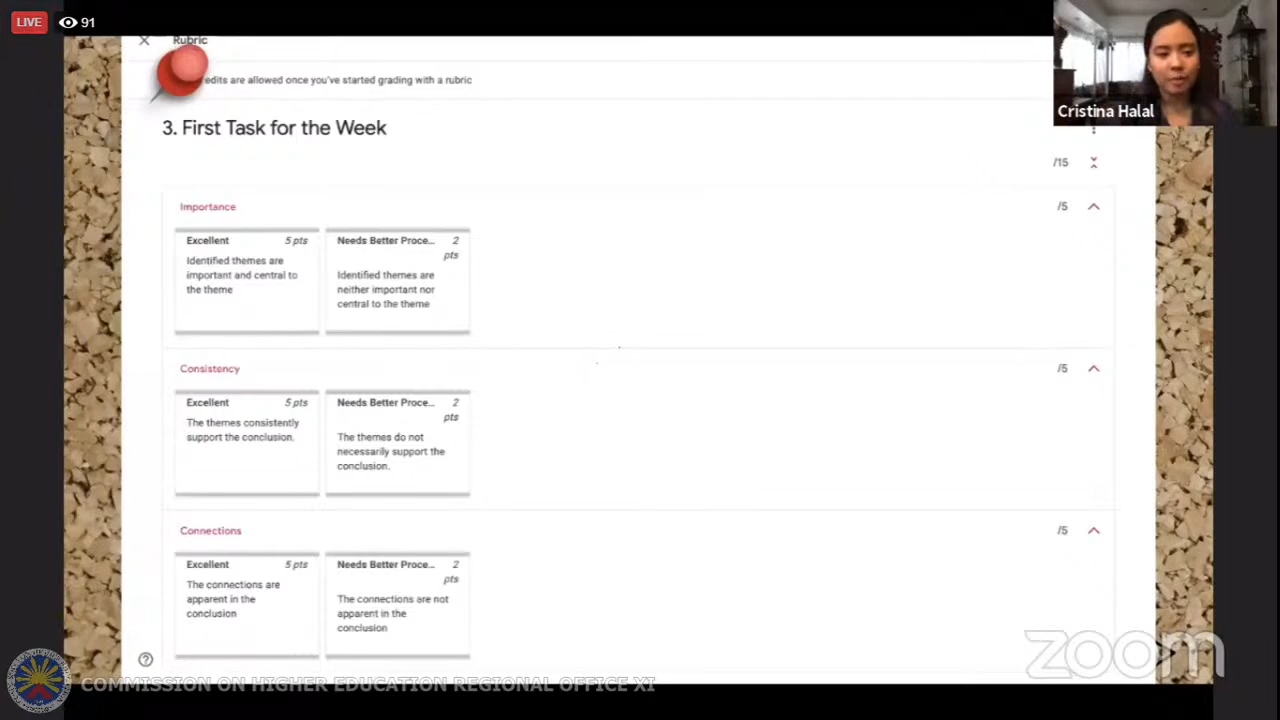 LIVE 91
Rubric
edits are allowed once you've started grading with a rubric
Cristina Halal
3. First Task for the Week
/15
Importance /5
Excellent 5 pts
Identified themes are
important and central to
the theme
Needs Better Proce... 2
pts
Identified themes are
neither important nor
central to the theme
Consistency /5
Excellent 5 pts
The themes consistently
support the conclusion.
Needs Better Proce... 2
pts
The themes do not
necessarily support the
conclusion.
Connections /5
Excellent 5 pts
The connections are
apparent in the
conclusion
Needs Better Proce... 2
pts
The connections are not
apparent in the
conclusion
zoom
COMMISSION ON HIGHER EDUCATION REGIONAL OFFICE XI